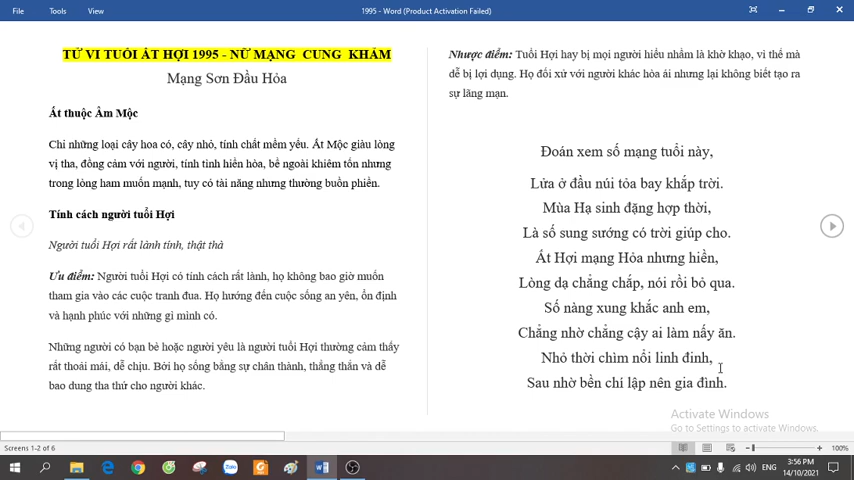 File Tools View
1995 - Word (Product Activation Failed)
TỬ VI TUỔI ẤT HỢI 1995 - NỮ MẠNG CUNG KHẢM
Mạng Sơn Đầu Hỏa
Ất thuộc Âm Mộc
Chỉ những loại cây hoa cỏ, cây nhỏ, tính chất mềm yếu. Ất Mộc giàu lòng
vị tha, đồng cảm với người, tính tình hiền hòa, bề ngoài khiêm tốn nhưng
trong lòng ham muốn mạnh, tuy có tài năng nhưng thường buồn phiền.
Tính cách người tuổi Hợi
Người tuổi Hợi rất lành tính, thật thà
Ưu điểm: Người tuổi Hợi có tính cách rất lành, họ không bao giờ muốn
tham gia vào các cuộc tranh đua. Họ hướng đến cuộc sống an yên, ổn định
và hạnh phúc với những gì mình có.
Những người có bạn bè hoặc người yêu là người tuổi Hợi thường cảm thấy
rất thoải mái, dễ chịu. Bởi họ sống bằng sự chân thành, thẳng thắn và dễ
bao dung tha thứ cho người khác.
Nhược điểm: Tuổi Hợi hay bị mọi người hiểu nhầm là khờ khạo, vì thế mà
dễ bị lợi dụng. Họ đối xử với người khác hòa ái nhưng lại không biết tạo ra
sự lãng mạn.
Đoán xem số mạng tuổi này,
Lửa ở đầu núi tỏa bay khắp trời.
Mùa Hạ sinh đặng hợp thời,
Là số sung sướng có trời giúp cho.
Ất Hợi mạng Hỏa nhưng hiền,
Lòng dạ chẳng chấp, nói rồi bỏ qua.
Số nàng xung khắc anh em,
Chẳng nhờ chẳng cậy ai làm nấy ăn.
Nhỏ thời chìm nổi linh đinh,
Sau nhờ bền chí lập nên gia đình.
Activate Windows
Go to Settings to activate Windows.
Screens 1-2 of 6
100%
Zalo
ENG
3:56 PM
14/10/2021